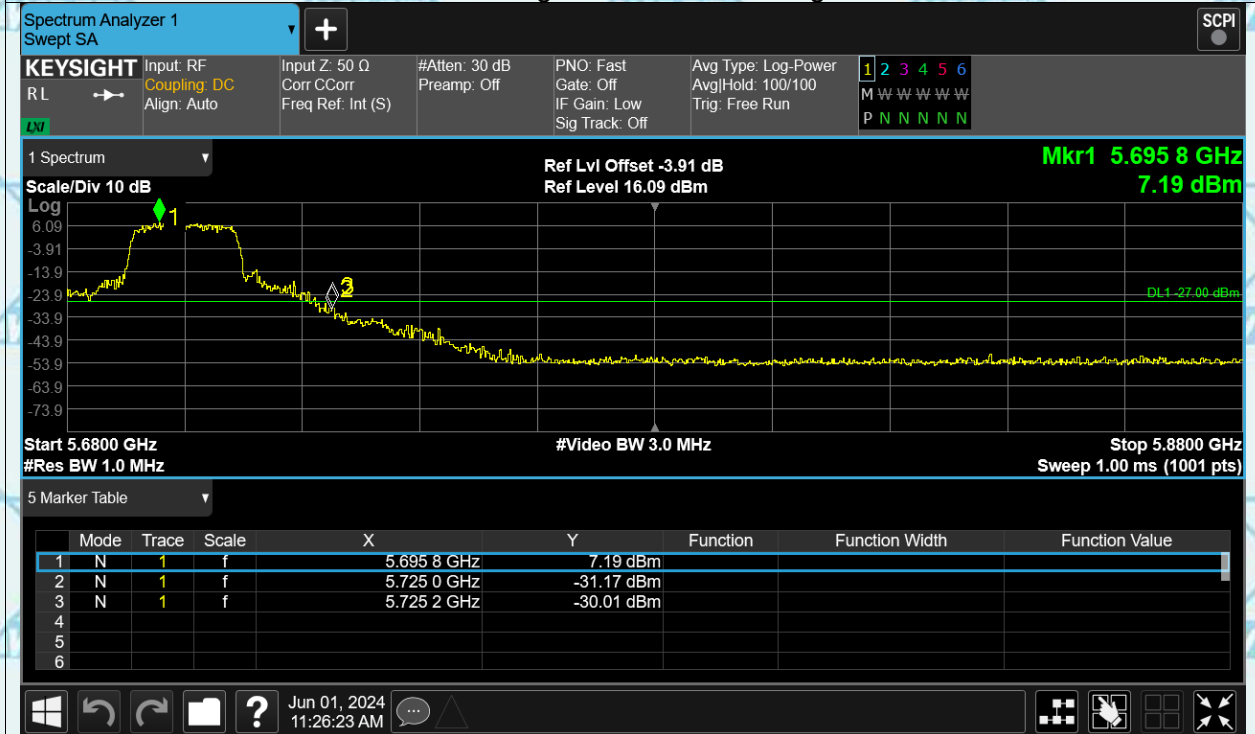 Spectrum Analyzer 1
Swept SA
SCPI
KEYSIGHT
R L
LXI
Input: RF
Coupling: DC
Align: Auto
Input Z: 50 Ω
Corr CCorr
Freq Ref: Int (S)
#Atten: 30 dB
Preamp: Off
PNO: Fast
Gate: Off
IF Gain: Low
Sig Track: Off
Avg Type: Log-Power
Avg|Hold: 100/100
Trig: Free Run
1 2 3 4 5 6
M W W W W W
P N N N N N
1 Spectrum
Scale/Div 10 dB
Ref Lvl Offset -3.91 dB
Ref Level 16.09 dBm
Mkr1 5.695 8 GHz
7.19 dBm
Log
6.09
-3.91
-13.9
-23.9
-33.9
-43.9
-53.9
-63.9
-73.9
1
DL1 -27.00 dBm
Start 5.6800 GHz
#Res BW 1.0 MHz
#Video BW 3.0 MHz
Stop 5.8800 GHz
Sweep 1.00 ms (1001 pts)
5 Marker Table
Mode Trace Scale X Y Function Function Width Function Value
1 N 1 f 5.695 8 GHz 7.19 dBm
2 N 1 f 5.725 0 GHz -31.17 dBm
3 N 1 f 5.725 2 GHz -30.01 dBm
4
5
6
?
Jun 01, 2024
11:26:23 AM